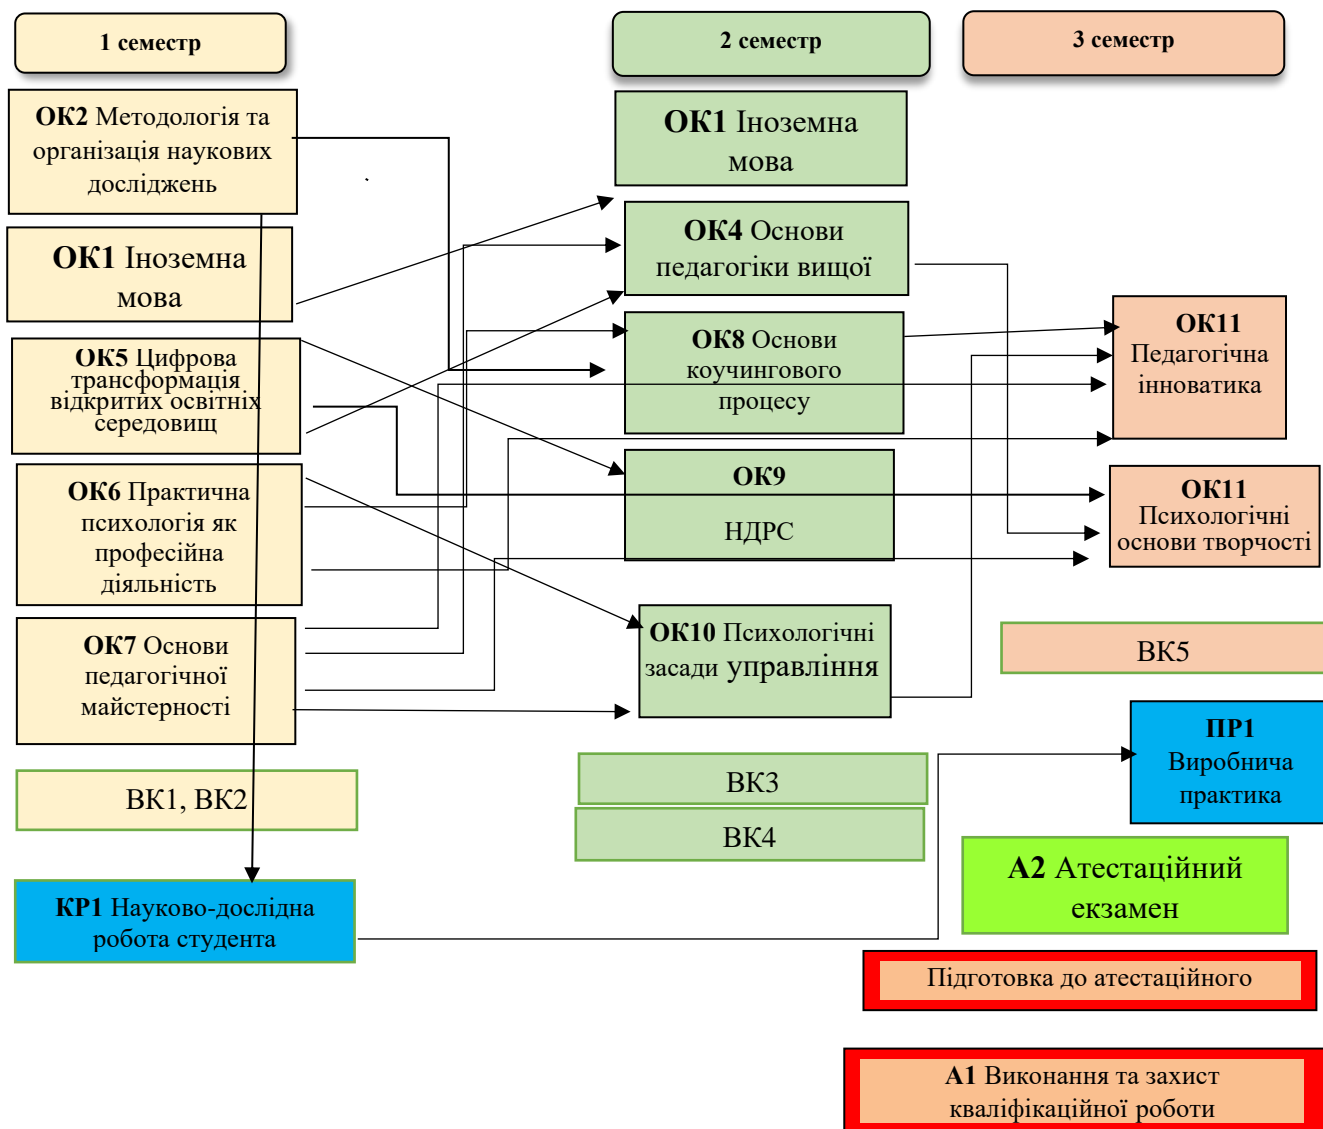 1 семестр
2 семестр
3 семестр
ОК2 Методологія та
організація наукових
досліджень
ОК1 Іноземна
мова
ОК5 Цифрова
трансформація
відкритих освітніх
середовищ
ОК6 Практична
психологія як
професійна
діяльність
ОК7 Основи
педагогічної
майстерності
ВК1, ВК2
КР1 Науково-дослідна
робота студента
ОК1 Іноземна
мова
ОК4 Основи
педагогіки вищої
ОК8 Основи
коучингового
процесу
ОК9
НДРС
ОК10 Психологічні
засади управління
ВК3
ВК4
ОК11
Педагогічна
інноватика
ОК11
Психологічні
основи творчості
ВК5
ПР1
Виробнича
практика
А2 Атестаційний
екзамен
Підготовка до атестаційного
А1 Виконання та захист
кваліфікаційної роботи